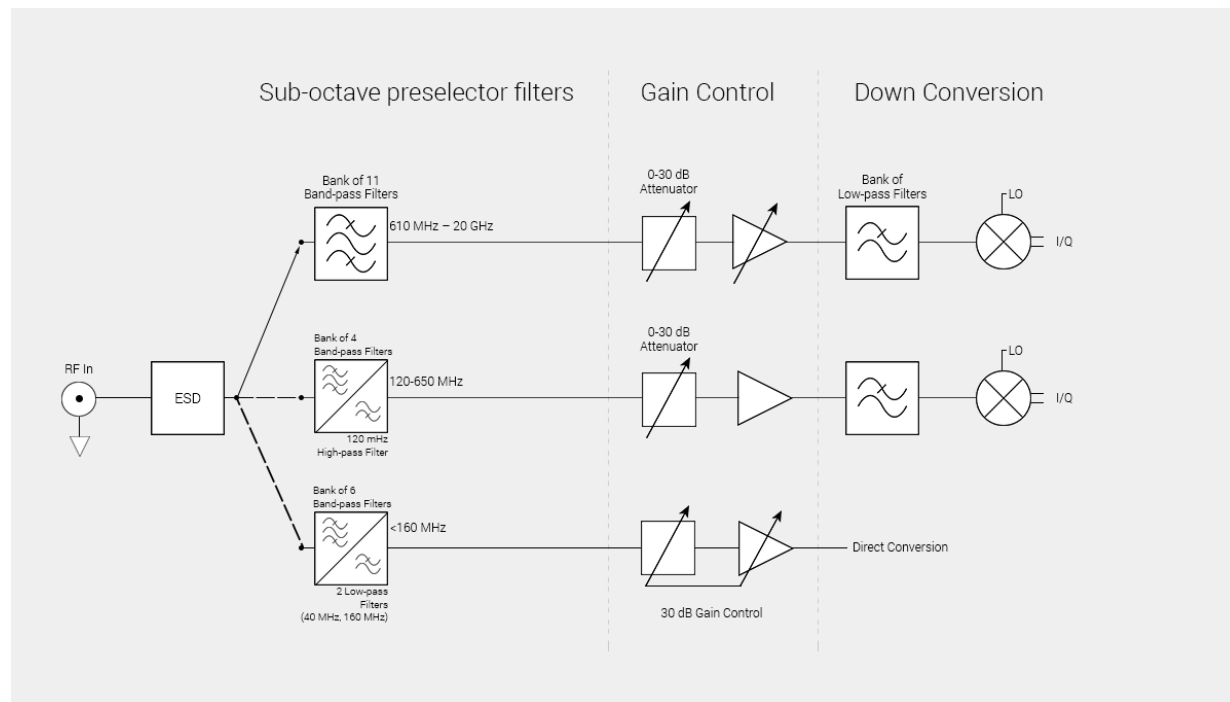 Sub-octave preselector filters
Gain Control
Down Conversion
Bank of 11
Band-pass Filters
610 MHz – 20 GHz
0-30 dB
Attenuator
Bank of
Low-pass Filters
LO
I/Q
RF In
ESD
Bank of 4
Band-pass Filters
120-650 MHz
120 mHz
High-pass Filter
0-30 dB
Attenuator
LO
I/Q
Bank of 6
Band-pass Filters
<160 MHz
2 Low-pass
Filters
(40 MHz, 160 MHz)
30 dB Gain Control
Direct Conversion